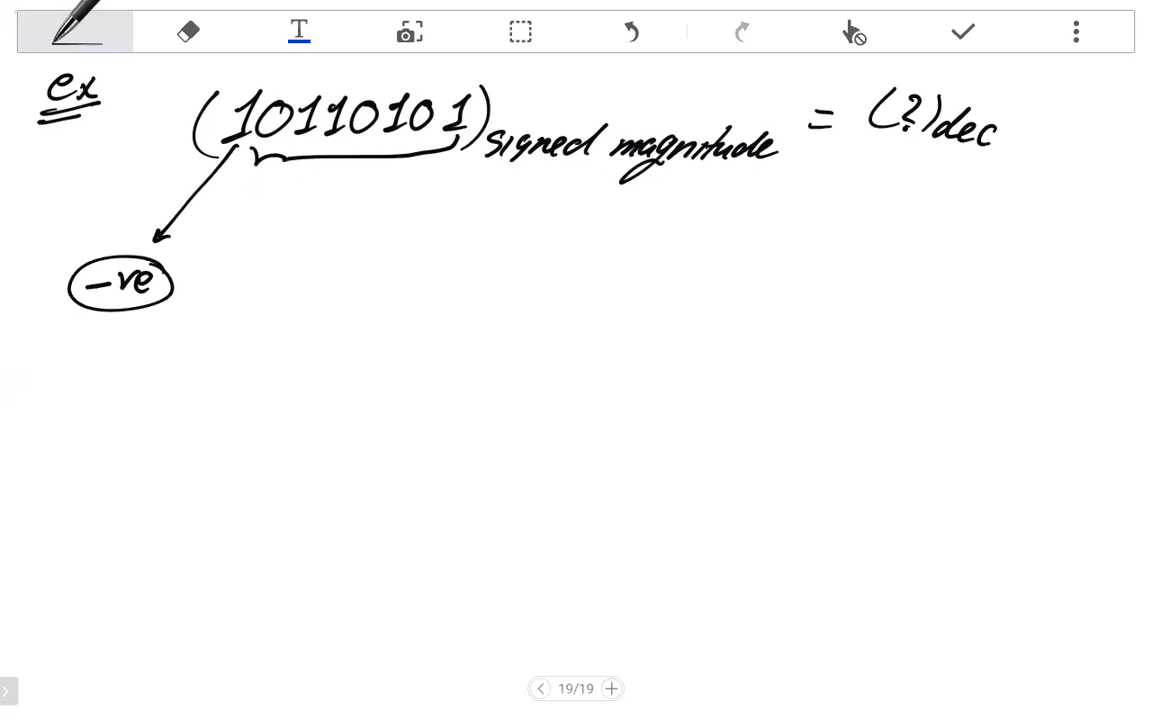 T
ex (10110101)signed magnitude = (?)dec
-ve
19/19